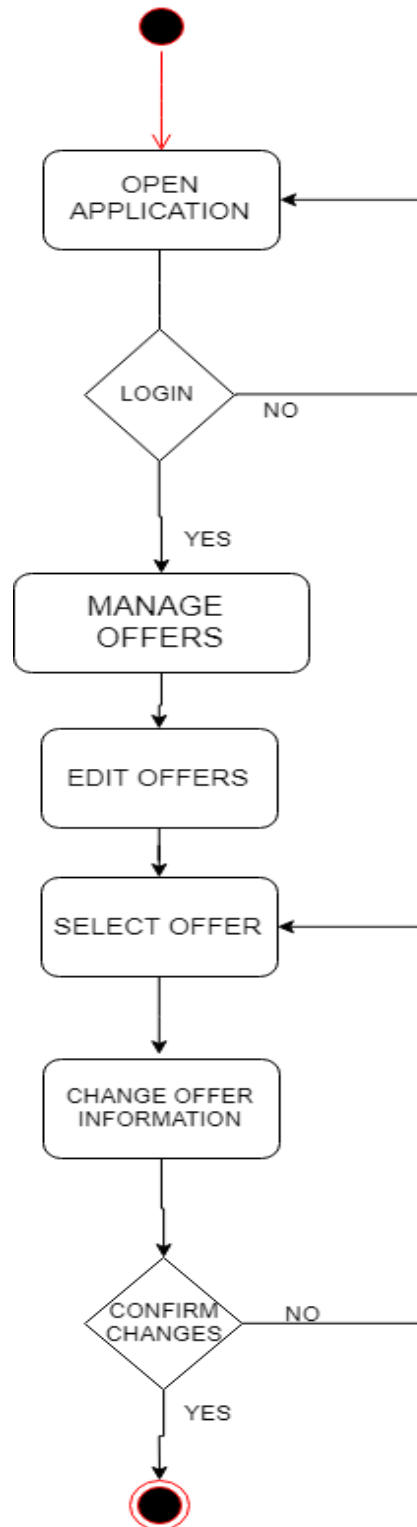 OPEN
APPLICATION
LOGIN
NO
YES
MANAGE
OFFERS
EDIT OFFERS
SELECT OFFER
CHANGE OFFER
INFORMATION
CONFIRM
CHANGES
NO
YES